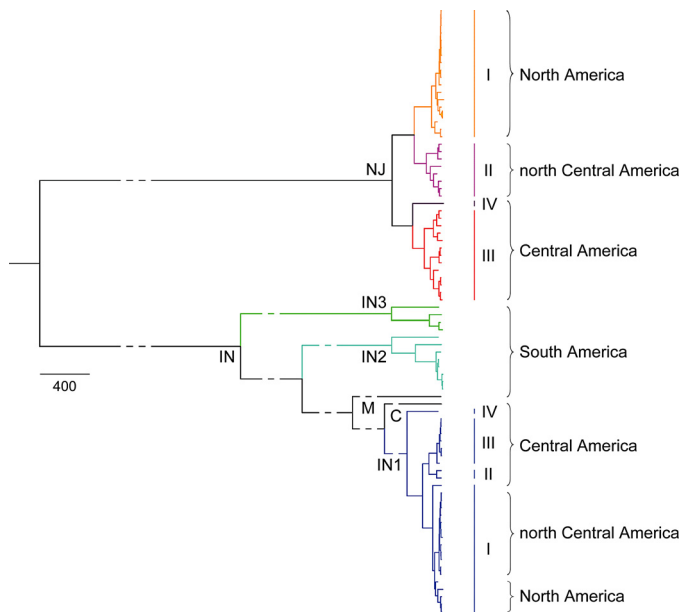 I
North America
NJ
II
north Central America
IV
III
Central America
IN3
IN
IN2
South America
400
M
C
IV
III
Central America
IN1
II
north Central America
I
North America